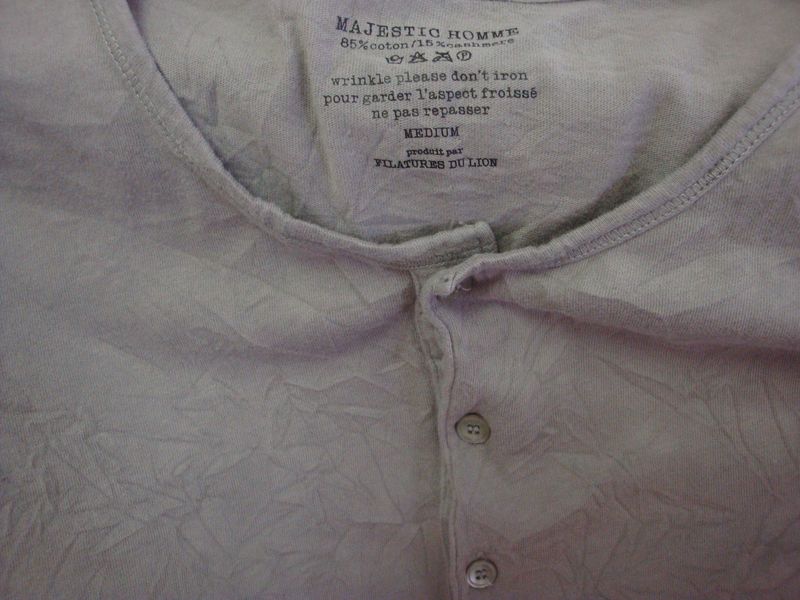 MAJESTIC HOMME
85%coton/15%cashmere
wrinkle please don't iron
pour garder l'aspect froissé
ne pas repasser
MEDIUM
produit par
FILATURES DU LION